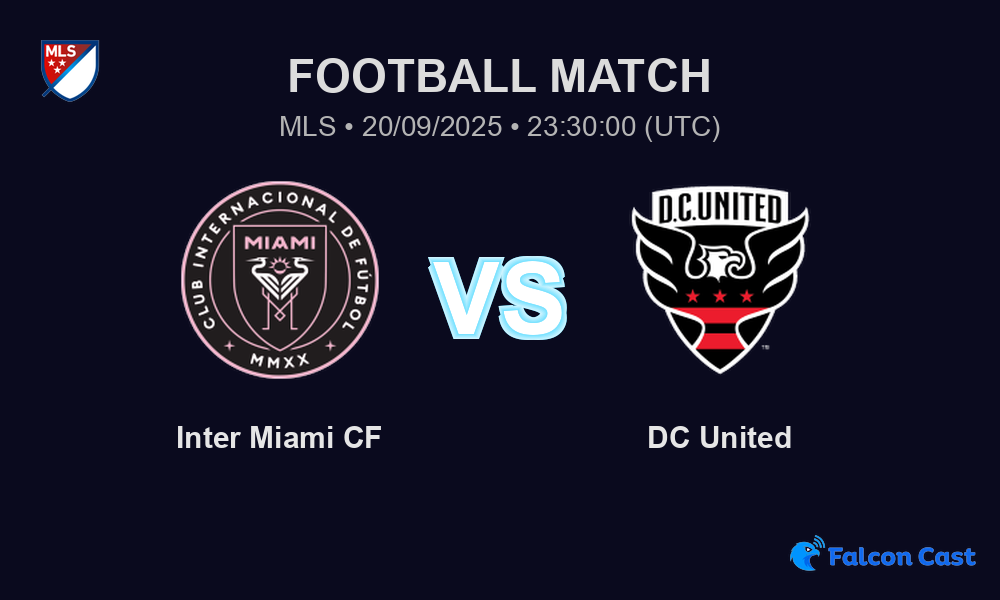 MLS
FOOTBALL MATCH
MLS • 20/09/2025 • 23:30:00 (UTC)
CLUB INTERNACIONAL DE FÚTBOL
MIAMI
MMXX
VS
D.C.UNITED
TM
Inter Miami CF
DC United
Falcon Cast